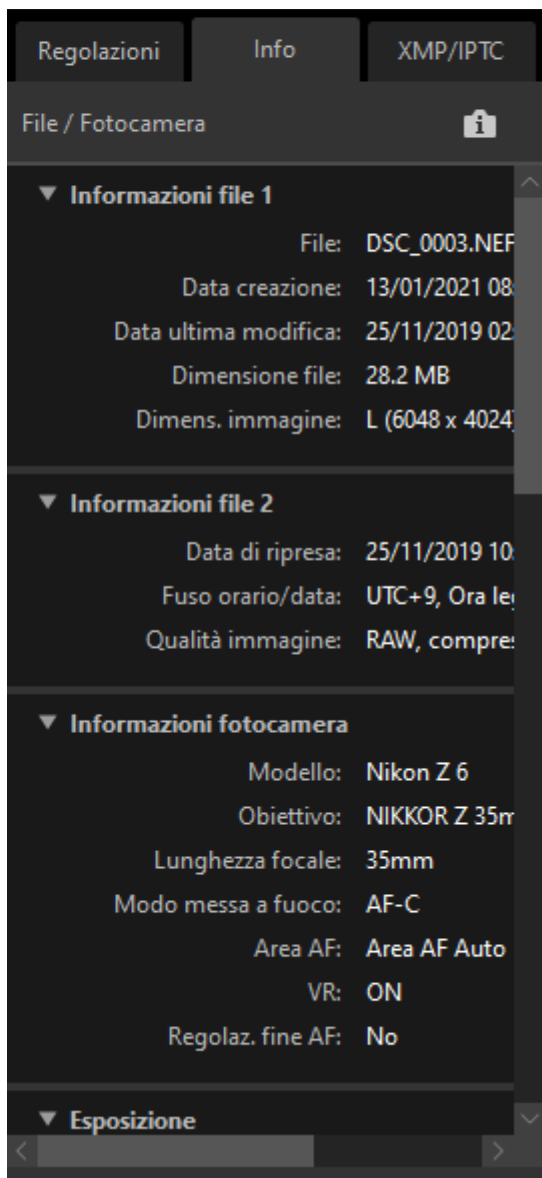 Regolazioni Info XMP/IPTC
File / Fotocamera
Informazioni file 1
File: DSC_0003.NEF
Data creazione: 13/01/2021 08:
Data ultima modifica: 25/11/2019 02:
Dimensione file: 28.2 MB
Dimens. immagine: L (6048 x 4024)
Informazioni file 2
Data di ripresa: 25/11/2019 10:
Fuso orario/data: UTC+9, Ora
Qualità immagine: RAW,
Informazioni fotocamera
Modello: Nikon Z 6
Obiettivo: NIKKOR Z 35m
Lunghezza focale: 35mm
Modo messa a fuoco: AF-C
Area AF: Area AF Auto
VR: ON
Regolaz. fine AF: No
Esposizione